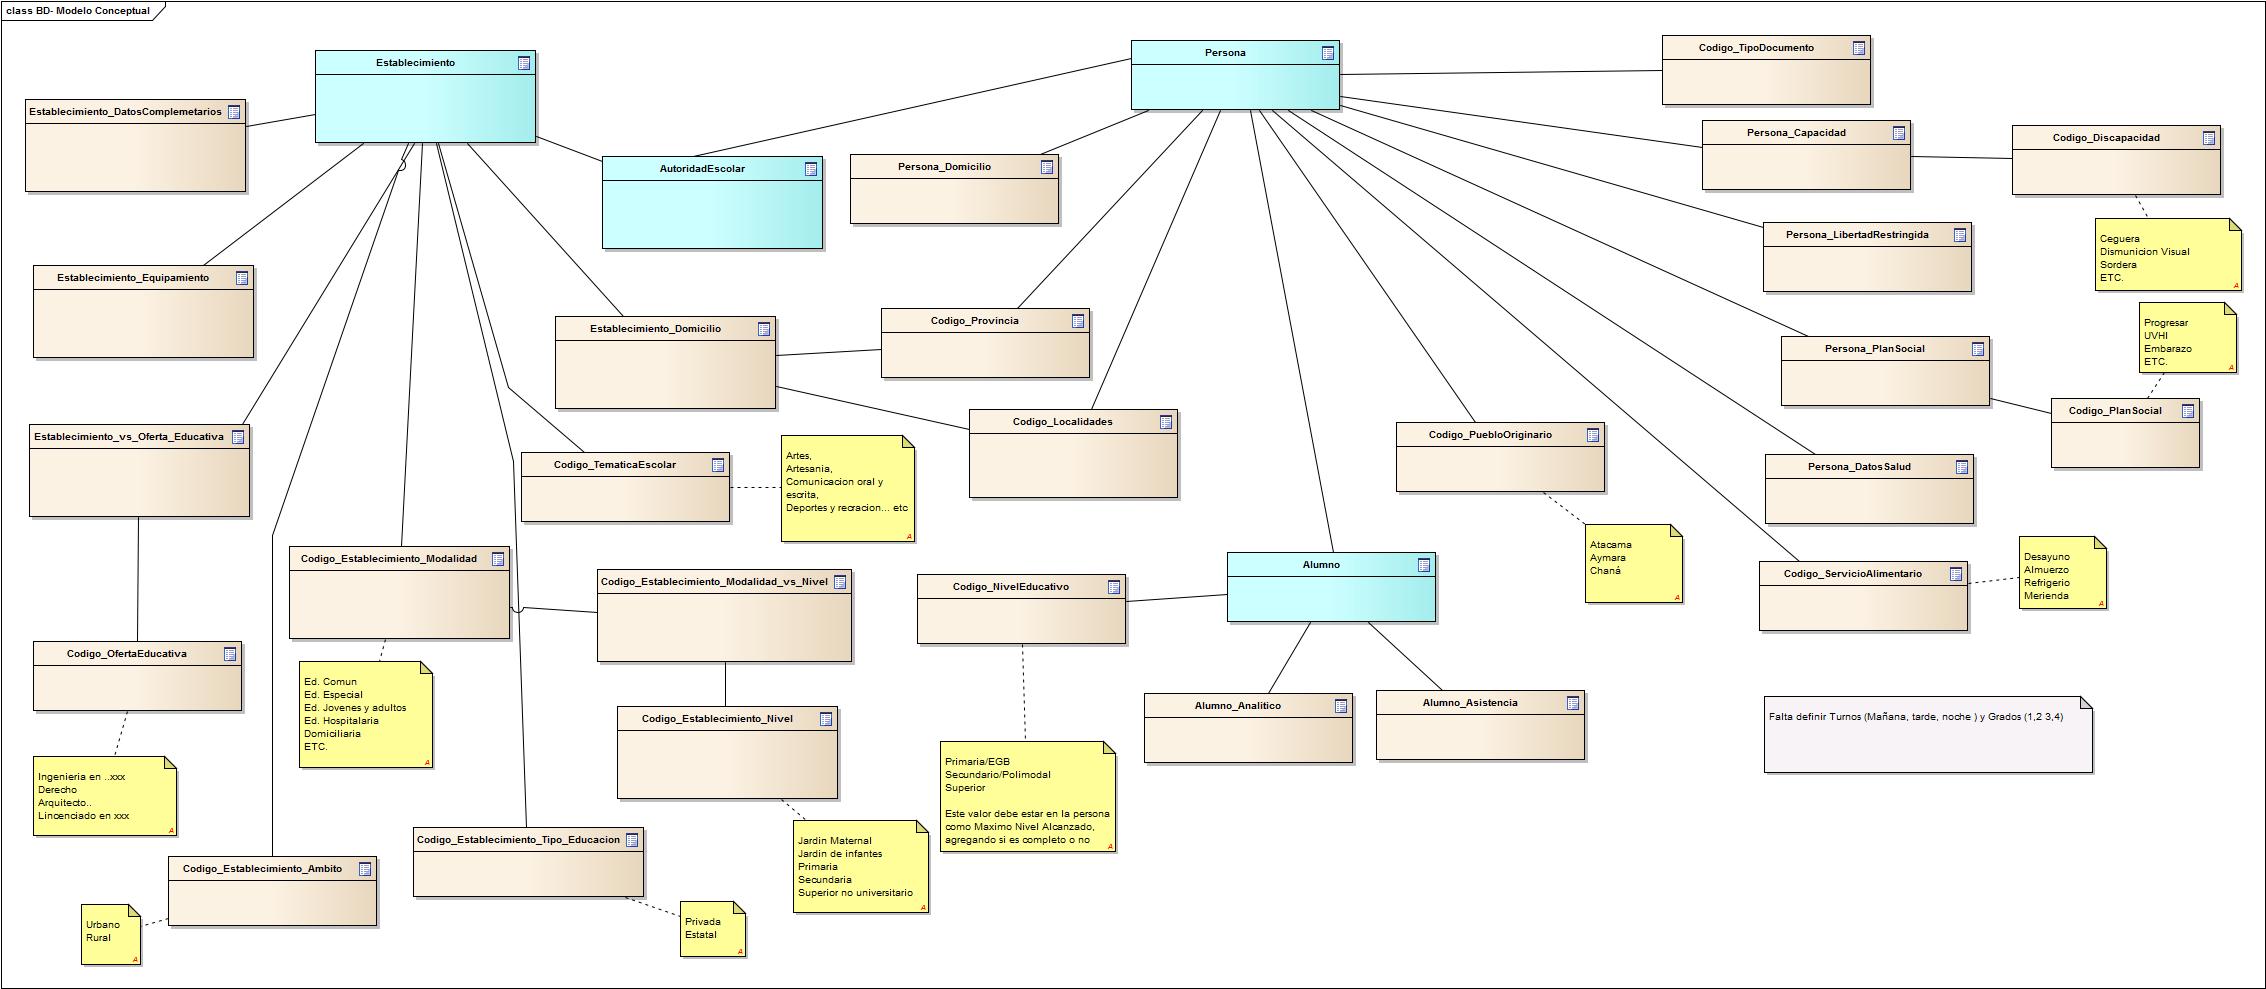 class BD- Modelo Conceptual
Establecimiento
Persona
Codigo_TipoDocumento
Establecimiento_DatosComplemetarios
AutoridadEscolar
Persona_Domicilio
Persona_Capacidad
Codigo_Discapacidad
Persona_LibertadRestringida
Ceguera
Dismunicion Visual
Sordera
ETC.
Establecimiento_Equipamiento
Establecimiento_Domicilio
Codigo_Provincia
Persona_PlanSocial
Progresar
UVHI
Embarazo
ETC.
Codigo_PlanSocial
Establecimiento_vs_Oferta_Educativa
Codigo_TematicaEscolar
Artes,
Artesania,
Comunicacion oral y
escrita,
Deportes y recracion... etc
Codigo_Localidades
Codigo_PuebloOriginario
Persona_DatosSalud
Atacama
Aymara
Chaná
Codigo_Establecimiento_Modalidad
Codigo_Establecimiento_Modalidad_vs_Nivel
Codigo_NivelEducativo
Alumno
Codigo_ServicioAlimentario
Desayuno
Almuerzo
Refrigerio
Merienda
Codigo_OfertaEducativa
Ed. Comun
Ed. Especial
Ed. Jovenes y adultos
Ed. Hospitalaria
Domiciliaria
ETC.
Codigo_Establecimiento_Nivel
Alumno_Analitico
Alumno_Asistencia
Falta definir Turnos (Mañana, tarde, noche ) y Grados (1,2 3,4)
Ingenieria en ..xxx
Derecho
Arquitecto..
Lincenciado en xxx
Primaria/EGB
Secundario/Polimodal
Superior
Este valor debe estar en la persona
como Maximo Nivel Alcanzado,
agregando si es completo o no
Codigo_Establecimiento_Tipo_Educacion
Jardin Maternal
Jardin de infantes
Primaria
Secundaria
Superior no universitario
Codigo_Establecimiento_Ambito
Urbano
Rural
Privada
Estatal